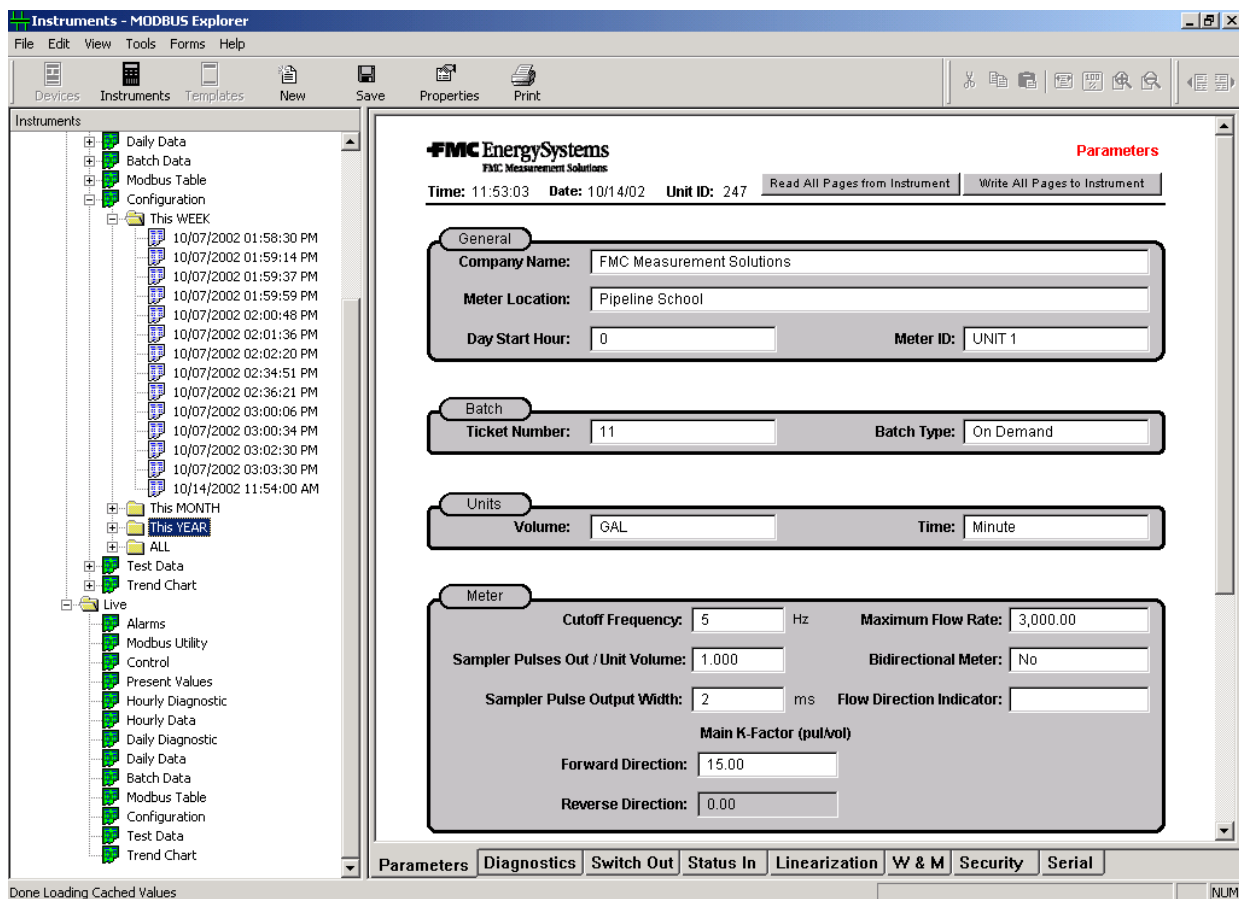 Instruments - MODBUS Explorer
File Edit View Tools Forms Help
Devices Instruments Templates New Save Properties Print
Instruments
Daily Data
Batch Data
Modbus Table
Configuration
This WEEK
10/07/2002 01:58:30 PM
10/07/2002 01:59:14 PM
10/07/2002 01:59:37 PM
10/07/2002 01:59:59 PM
10/07/2002 02:00:48 PM
10/07/2002 02:01:36 PM
10/07/2002 02:02:20 PM
10/07/2002 02:34:51 PM
10/07/2002 02:36:21 PM
10/07/2002 03:00:06 PM
10/07/2002 03:00:34 PM
10/07/2002 03:02:30 PM
10/07/2002 03:03:30 PM
10/14/2002 11:54:00 AM
This MONTH
This YEAR
ALL
Test Data
Trend Chart
Live
Alarms
Modbus Utility
Control
Present Values
Hourly Diagnostic
Hourly Data
Daily Diagnostic
Daily Data
Batch Data
Modbus Table
Configuration
Test Data
Trend Chart
FMC EnergySystems
FMC Measurement Solutions
Parameters
Time: 11:53:03 Date: 10/14/02 Unit ID: 247 Read All Pages from Instrument Write All Pages to Instrument
General
Company Name: FMC Measurement Solutions
Meter Location: Pipeline School
Day Start Hour: 0 Meter ID: UNIT 1
Batch
Ticket Number: 11 Batch Type: On Demand
Units
Volume: GAL Time: Minute
Meter
Cutoff Frequency: 5 Hz Maximum Flow Rate: 3,000.00
Sampler Pulses Out / Unit Volume: 1.000 Bidirectional Meter: No
Sampler Pulse Output Width: 2 ms Flow Direction Indicator:
Main K-Factor (pul/vol)
Forward Direction: 15.00
Reverse Direction: 0.00
Parameters Diagnostics Switch Out Status In Linearization W & M Security Serial
Done Loading Cached Values NUM